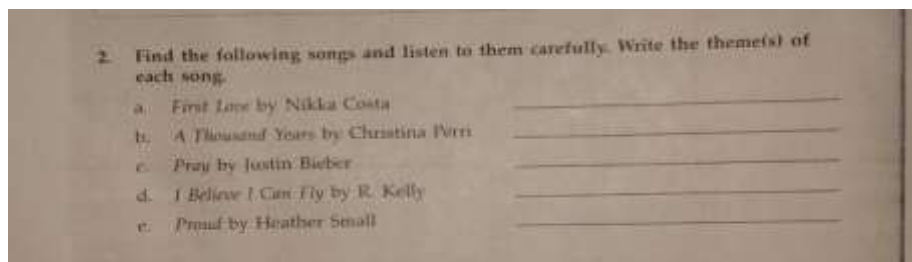 2. Find the following songs and listen to them carefully. Write the theme(s) of
each song.
a. First Love by Nikka Costa
b. A Thousand Years by Christina Perri
c. Pray by Justin Bieber
d. I Believe I Can Fly by R. Kelly
e. Proud by Heather Small